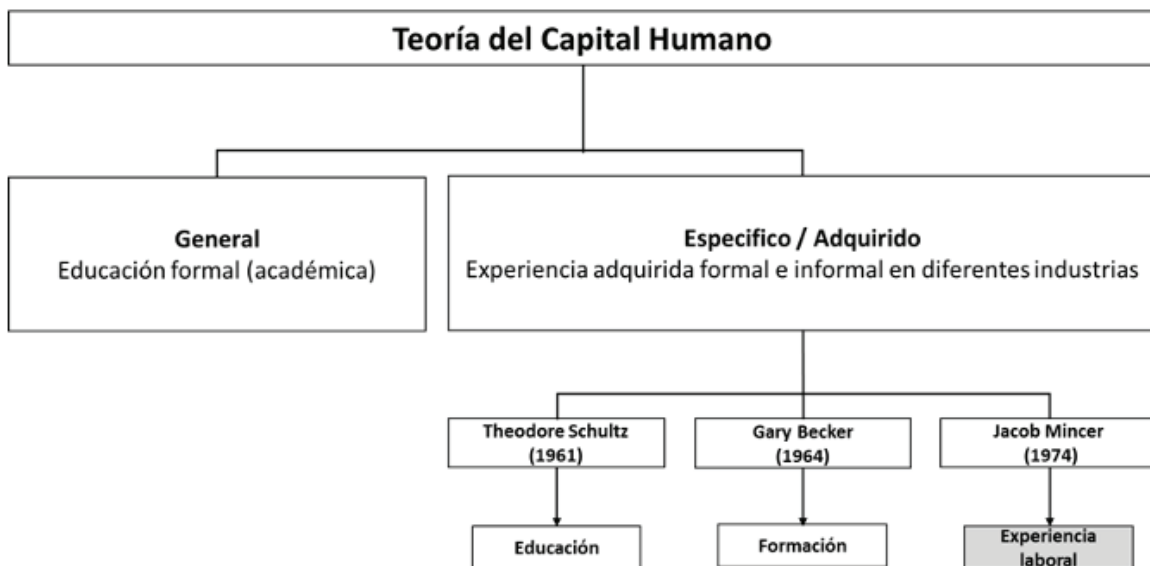 Teoría del Capital Humano
General
Educación formal (académica)
Especifico / Adquirido
Experiencia adquirida formal e informal en diferentes industrias
Theodore Schultz
(1961)
Gary Becker
(1964)
Jacob Mincer
(1974)
Educación
Formación
Experiencia
laboral